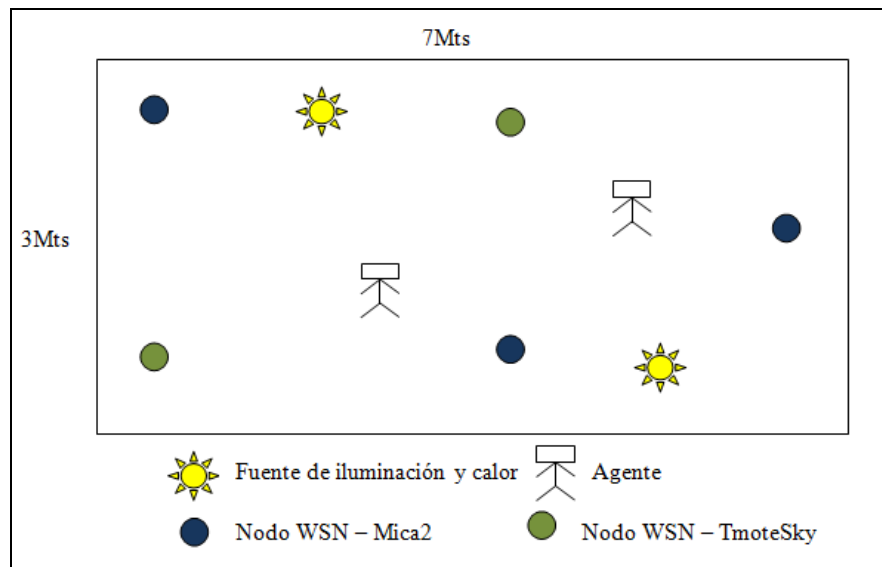 7Mts
3Mts
Fuente de iluminación y calor
Agente
Nodo WSN – Mica2
Nodo WSN – TmoteSky